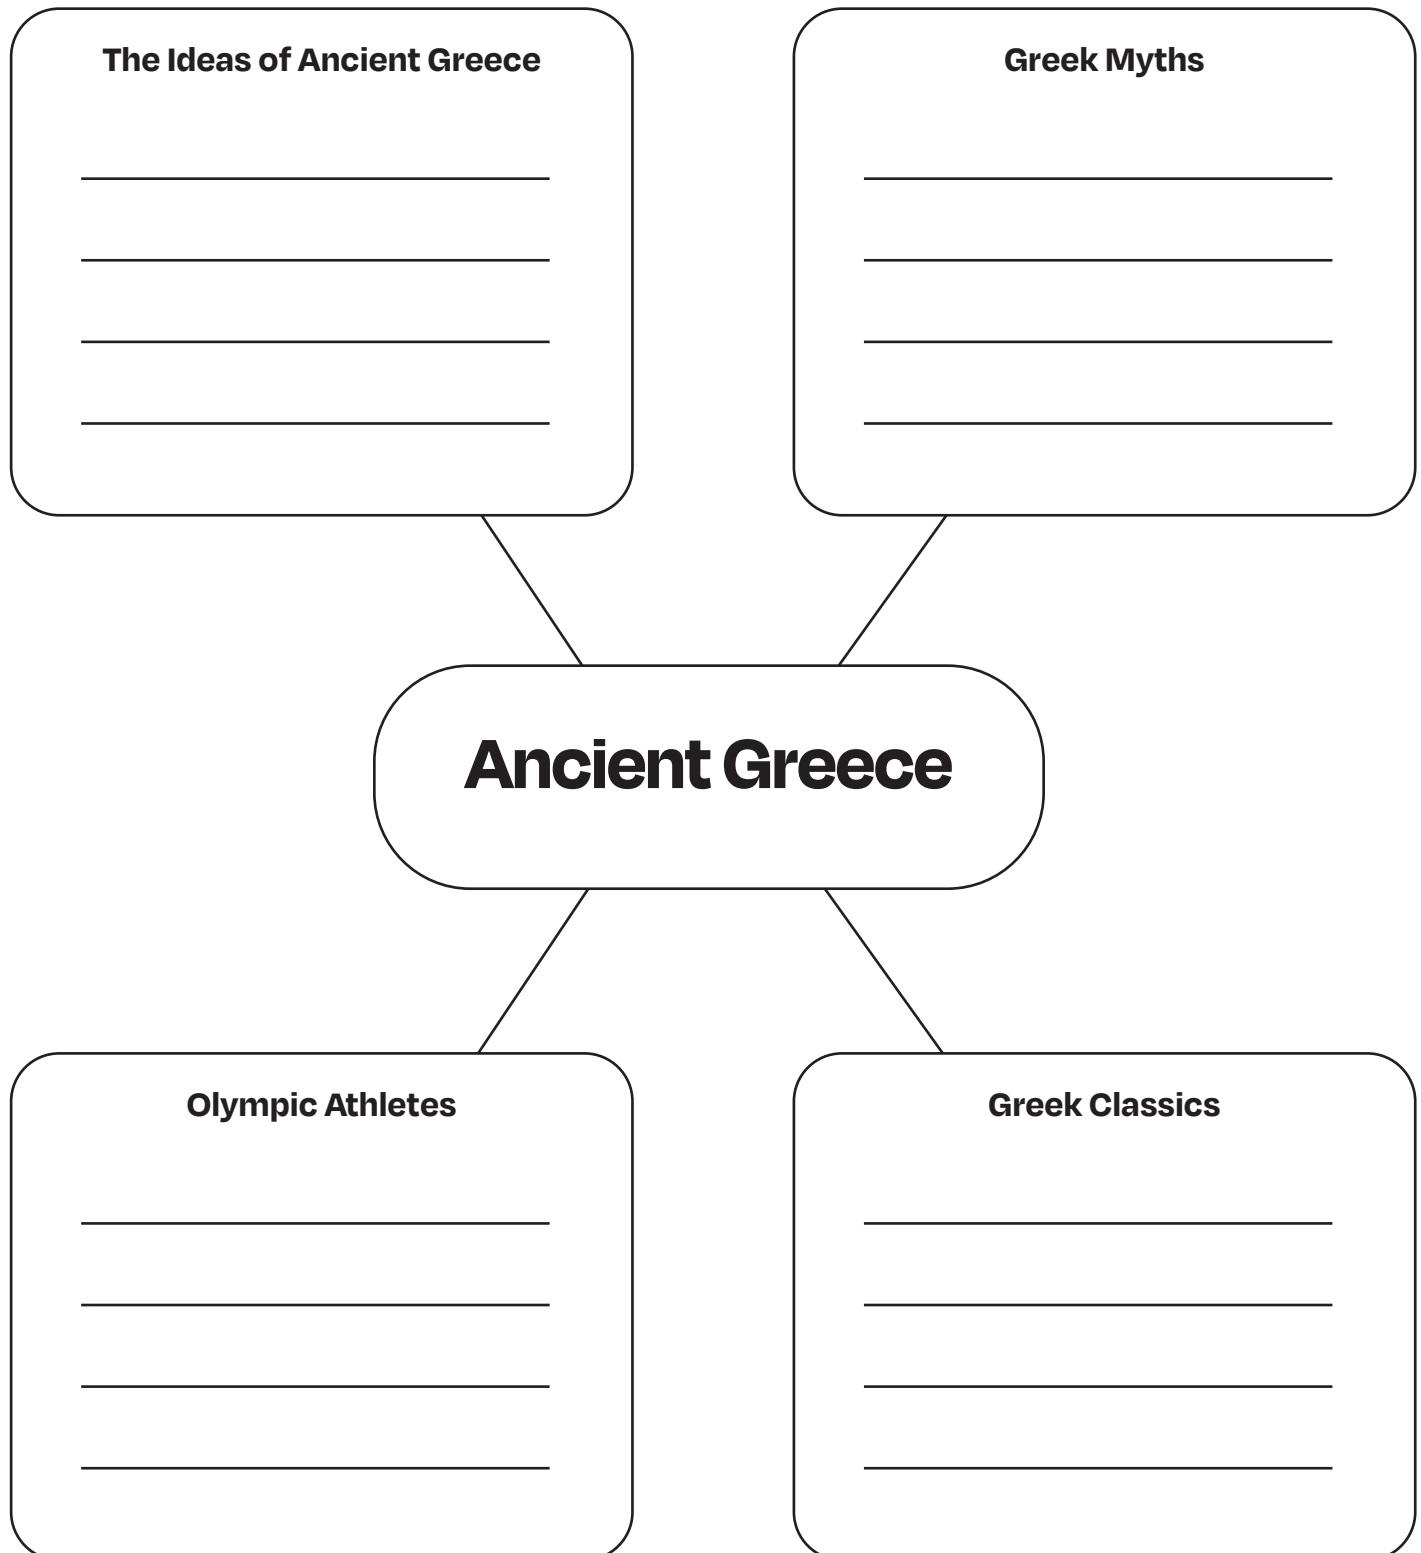 The Ideas of Ancient Greece
Greek Myths
Ancient Greece
Olympic Athletes
Greek Classics